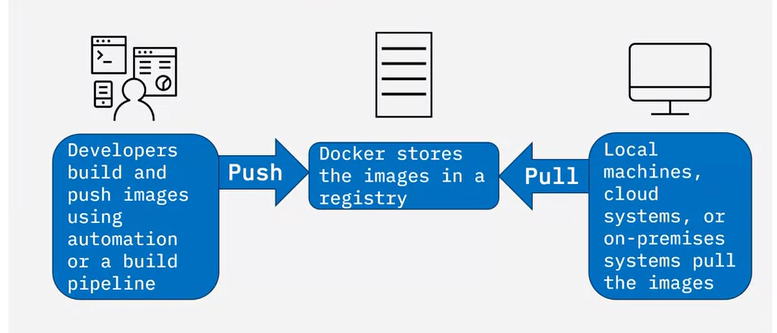 Developers
build and
push images
using
automation
or a build
pipeline
Push
Docker stores
the images in a
registry
Pull
Local
machines,
cloud
systems, or
on-premises
systems pull
the images